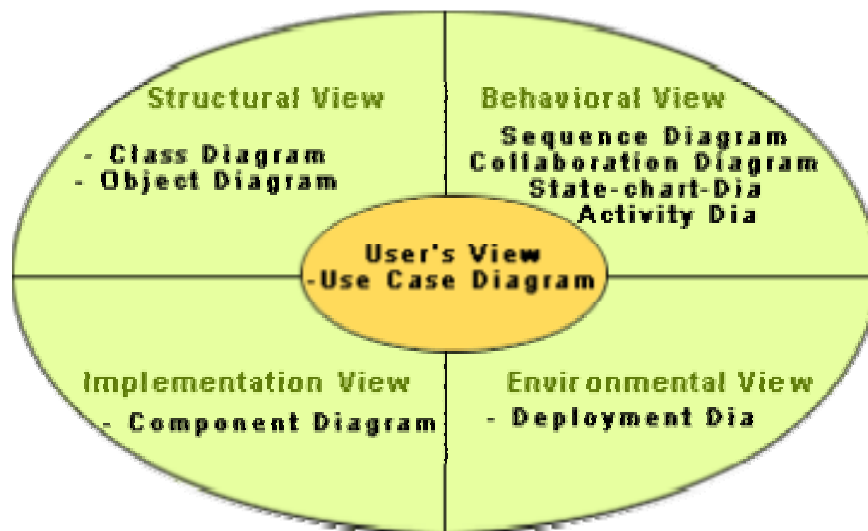 Structural View
- Class Diagram
- Object Diagram
Behavioral View
Sequence Diagram
Collaboration Diagram
State-chart-Dia
Activity Dia
User's View
-Use Case Diagram
Implementation View
- Component Diagram
Environmental View
- Deployment Dia